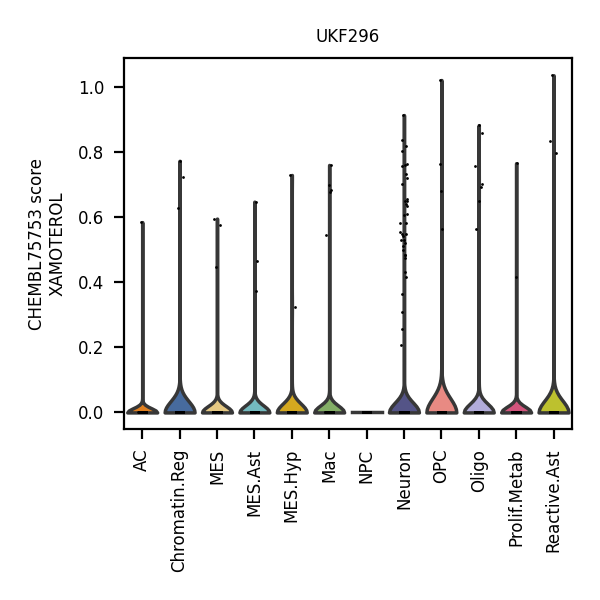 UKF296
CHEMBL75753 score
XAMOTEROL
1.0
0.8
0.6
0.4
0.2
0.0
AC
Chromatin.Reg
MES
MES.Ast
MES.Hyp
Mac
NPC
Neuron
OPC
Oligo
Prolif.Metab
Reactive.Ast